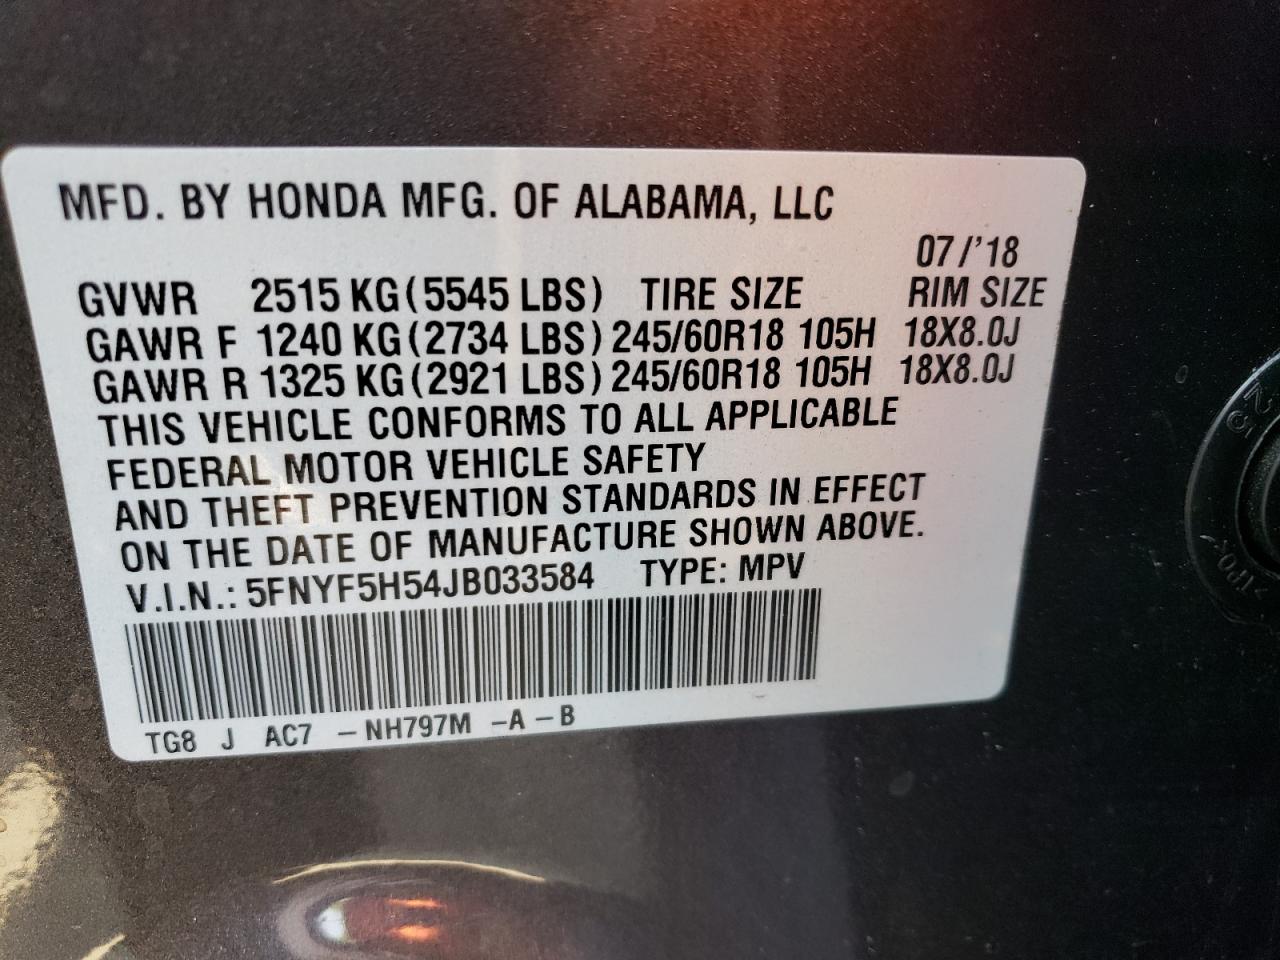 MFD. BY HONDA MFG. OF ALABAMA, LLC
07/'18
GVWR 2515 KG(5545 LBS) TIRE SIZE RIM SIZE
GAWR F 1240 KG(2734 LBS) 245/60R18 105H 18X8.0J
GAWR R 1325 KG(2921 LBS) 245/60R18 105H 18X8.0J
THIS VEHICLE CONFORMS TO ALL APPLICABLE
FEDERAL MOTOR VEHICLE SAFETY
AND THEFT PREVENTION STANDARDS IN EFFECT
ON THE DATE OF MANUFACTURE SHOWN ABOVE.
V.I.N.: 5FNYF5H54JB033584 TYPE: MPV
TG8 J AC7 -NH797M -A-B